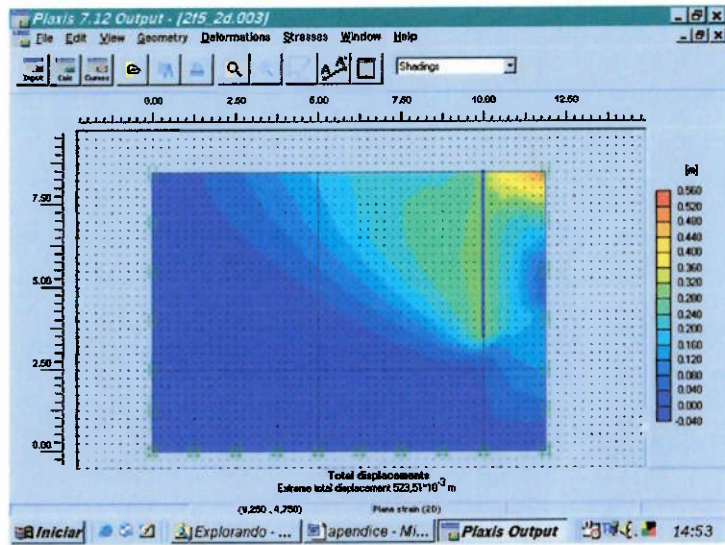 Plaxis 7.12 Output - [2f5_2d.003]
File Edit View Geometry Deformations Stresses Window Help
Input Calc Curves Shadings
0.00 2.50 5.00 7.50 10.00 12.50
7.50
5.00
2.50
0.00
[m]
0.560
0.520
0.480
0.440
0.400
0.360
0.320
0.280
0.240
0.200
0.160
0.120
0.080
0.040
0.000
-0.040
Total displacements
Extreme total displacement 523,51*10-3 m
(9,250 , 4,750) Plane strain (2D)
Iniciar Explorando - ... apendice - Mi... Plaxis Output 14:53